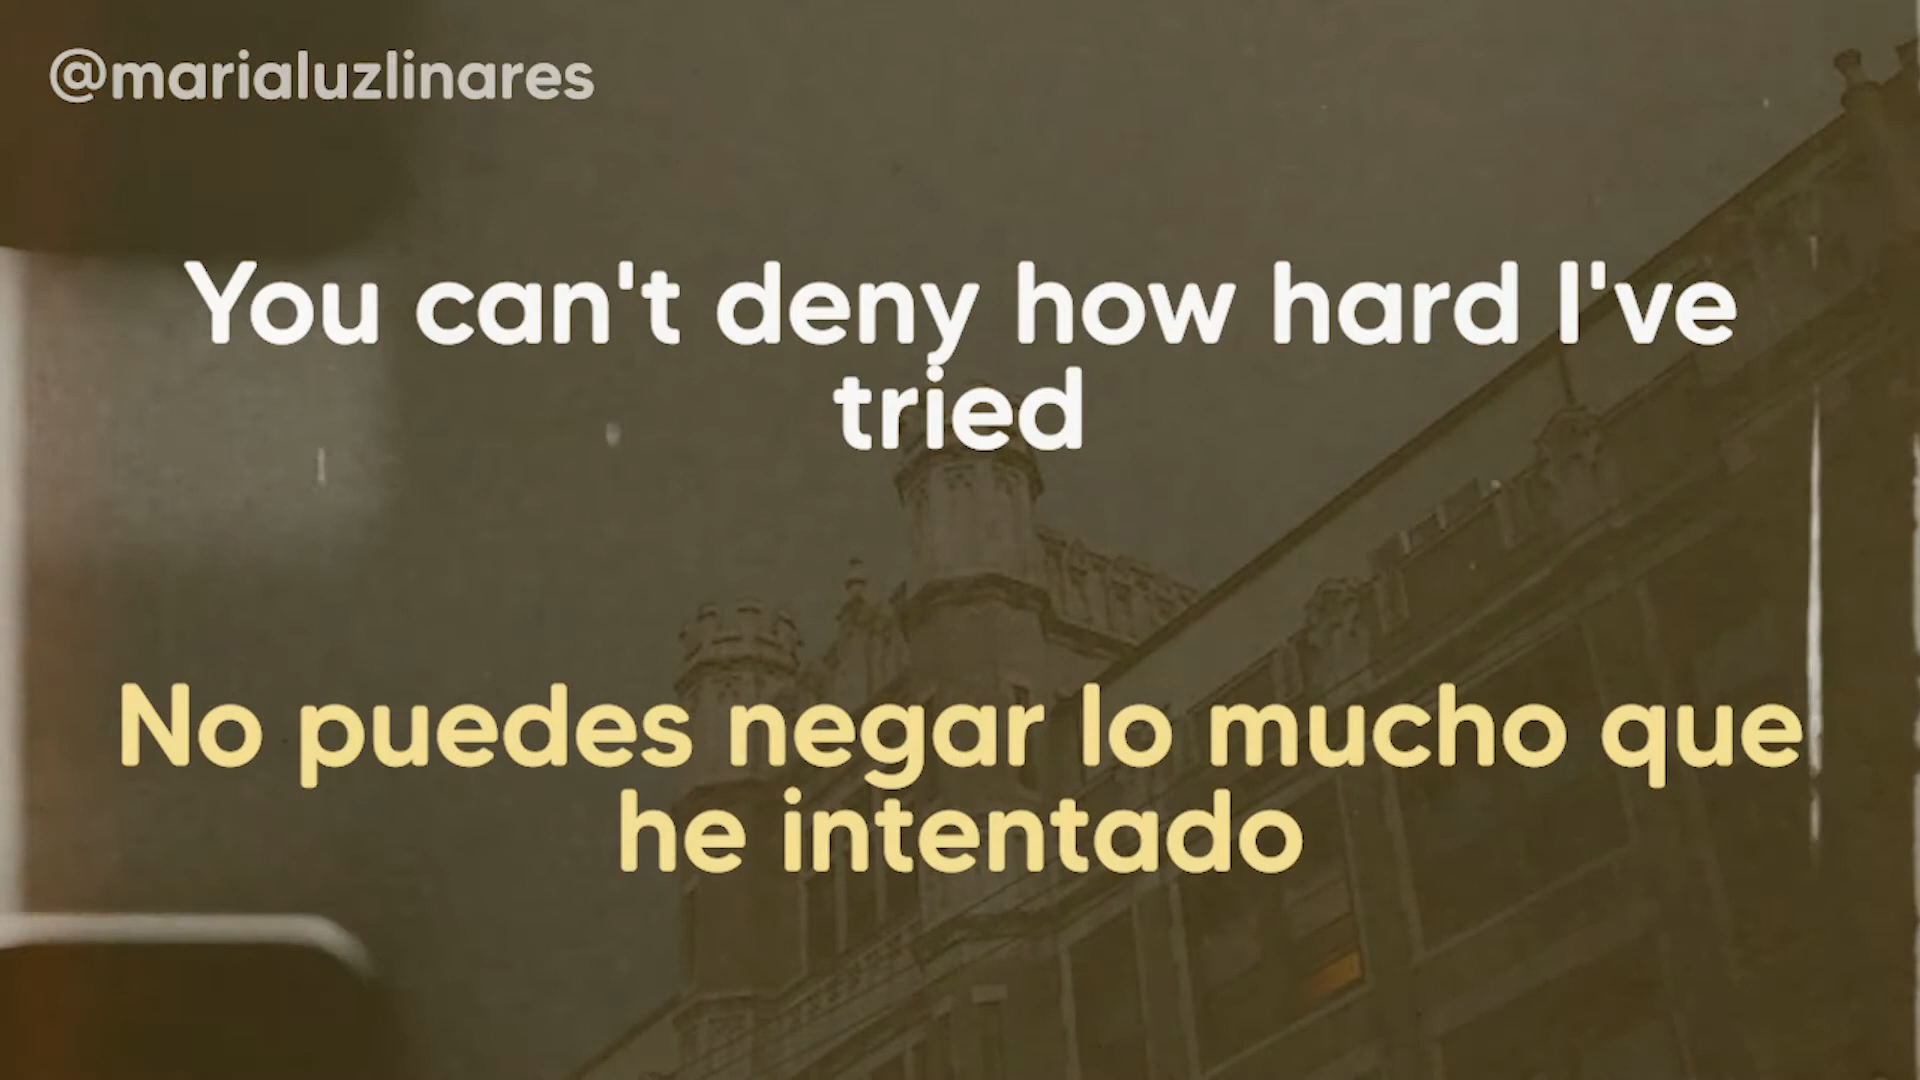 @marialuzlinares
You can't deny how hard I've
tried
No puedes negar lo mucho que
he intentado